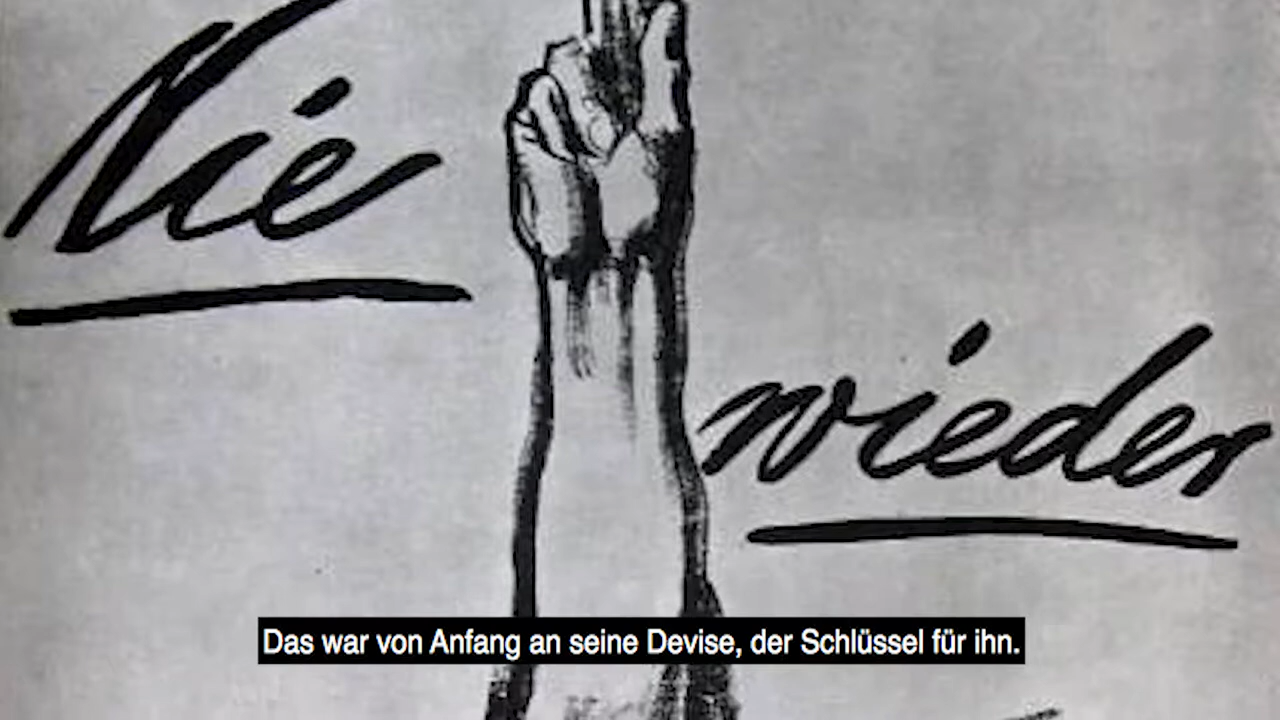 Nie
wieder
Das war von Anfang an seine Devise, der Schlüssel für ihn.